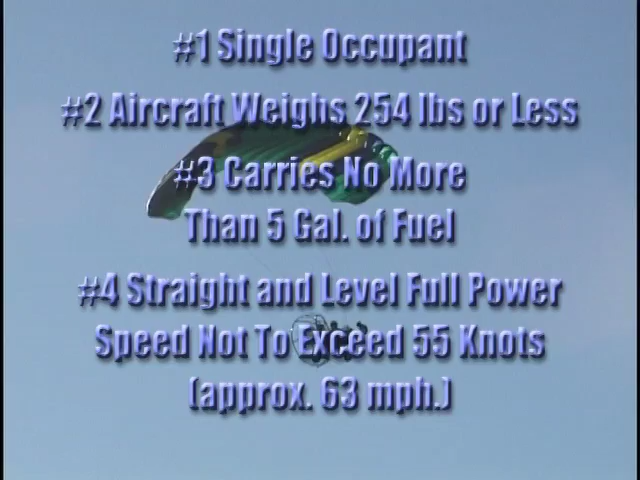 #1 Single Occupant
#2 Aircraft Weighs 254 lbs or Less
#3 Carries No More
Than 5 Gal. of Fuel
#4 Straight and Level Full Power
Speed Not To Exceed 55 Knots
(approx. 63 mph.)